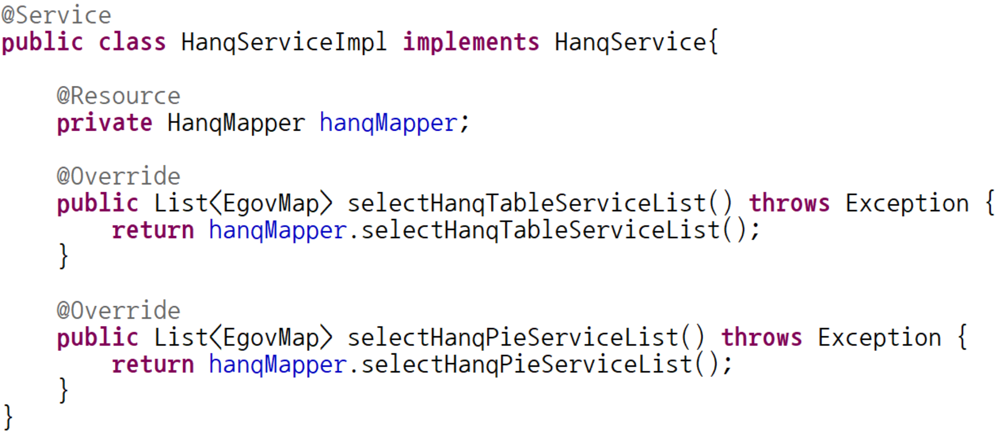 @Service
public class HanqServiceImpl implements HanqService{
@Resource
private HanqMapper hanqMapper;
@Override
public List<EgovMap> selectHanqTableServiceList() throws Exception {
return hanqMapper.selectHanqTableServiceList();
}
@Override
public List<EgovMap> selectHanqPieServiceList() throws Exception {
return hanqMapper.selectHanqPieServiceList();
}
}